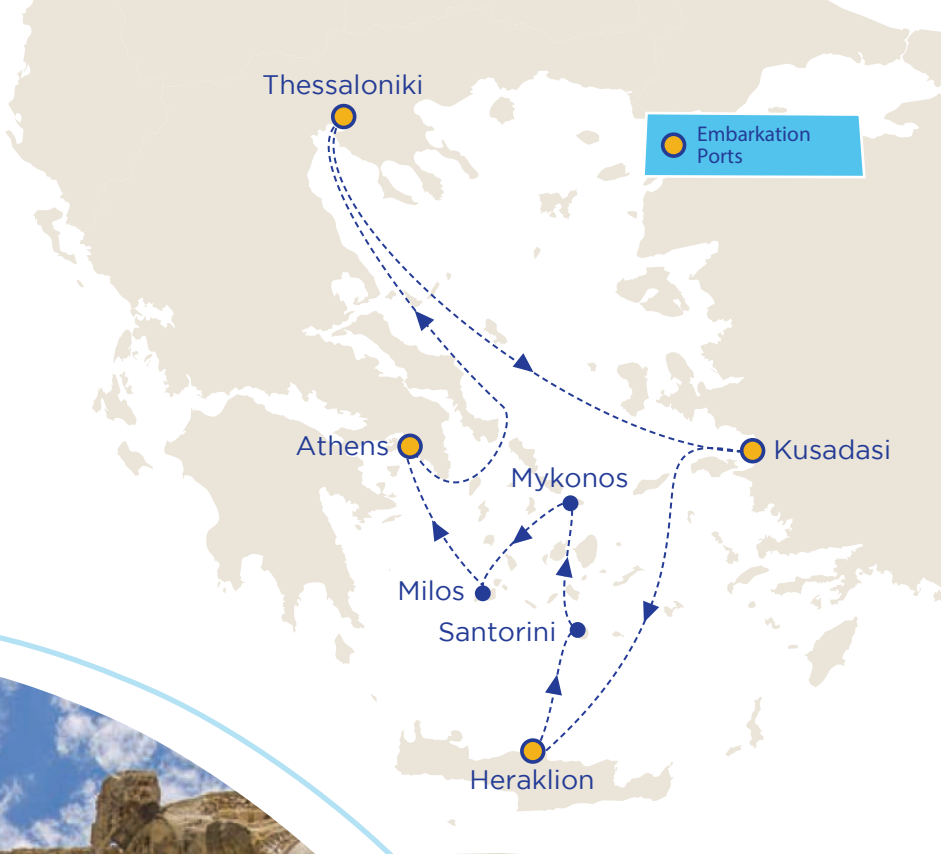 Thessaloniki
Embarkation
Ports
Athens
Kusadasi
Mykonos
Milos
Santorini
Heraklion